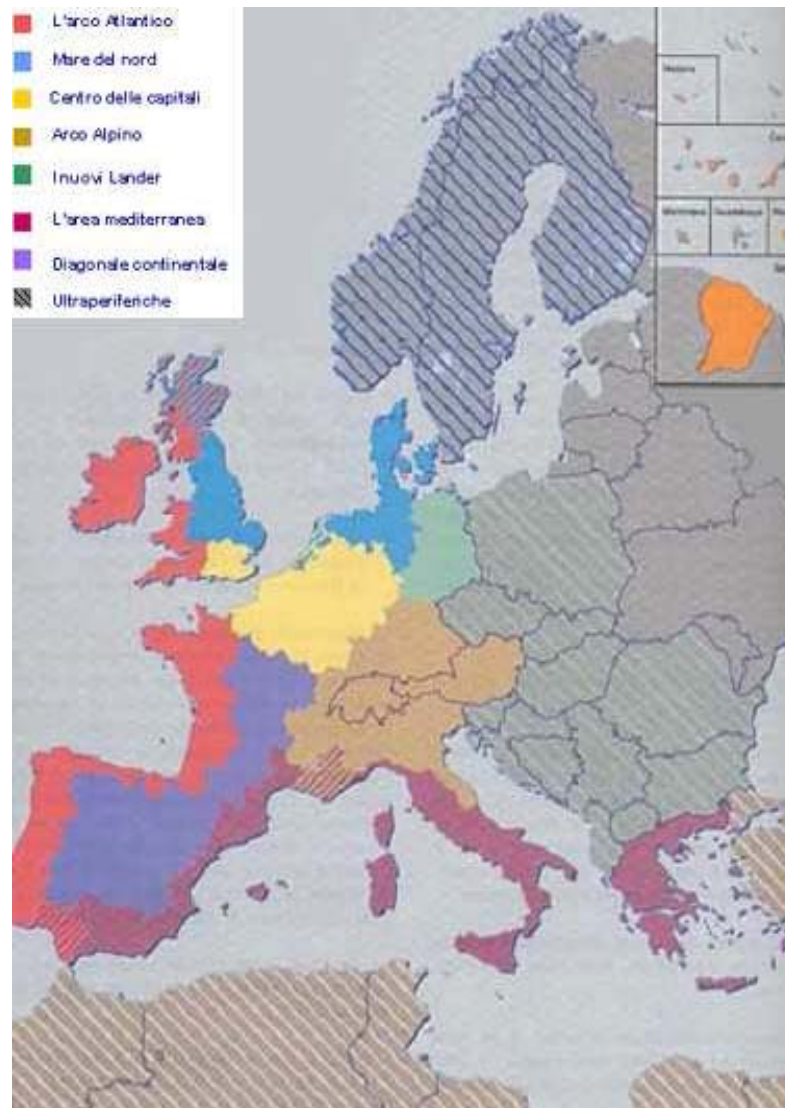 L'arco Atlantico
Mare del nord
Centro delle capitali
Arco Alpino
I nuovi Lander
L'area mediterranea
Diagonale continentale
Ultraperiferiche